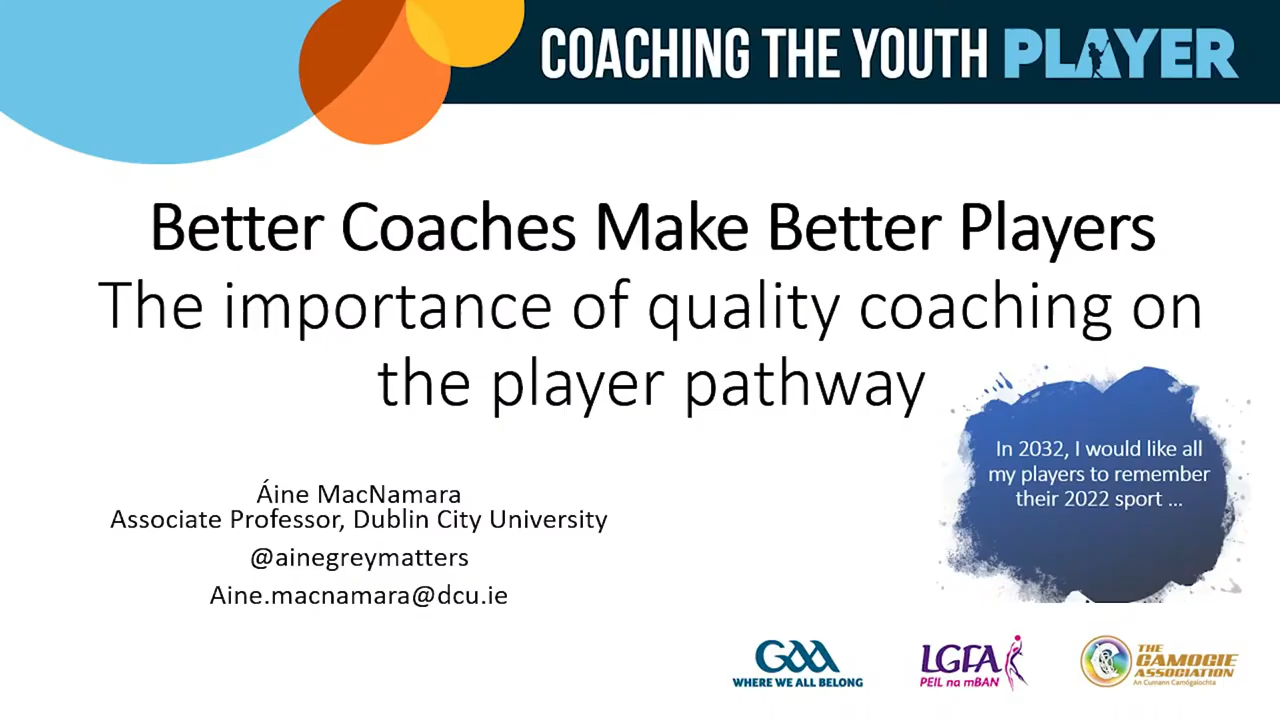 COACHING THE YOUTH PLAYER
Better Coaches Make Better Players
The importance of quality coaching on
the player pathway
In 2032, I would like all
my players to remember
their 2022 sport ...
Áine MacNamara
Associate Professor, Dublin City University
@ainegreymatters
Aine.macnamara@dcu.ie
GAA
WHERE WE ALL BELONG
LGFA
PEIL na mBAN
THE
CAMOGIE
ASSOCIATION
An Cumann Camógaíochta